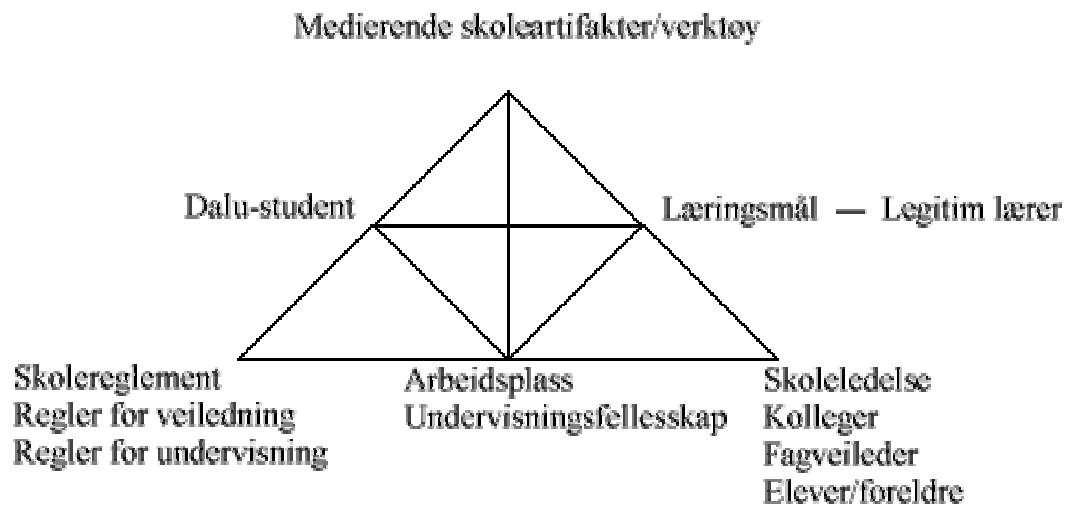 Medierende skoleartifakter/verktøy
Dalu-student
Læringsmål — Legitim lærer
Skolereglement
Regler for veiledning
Regler for undervisning
Arbeidsplass
Undervisningsfellesskap
Skoleledelse
Kolleger
Fagveileder
Elever/foreldre